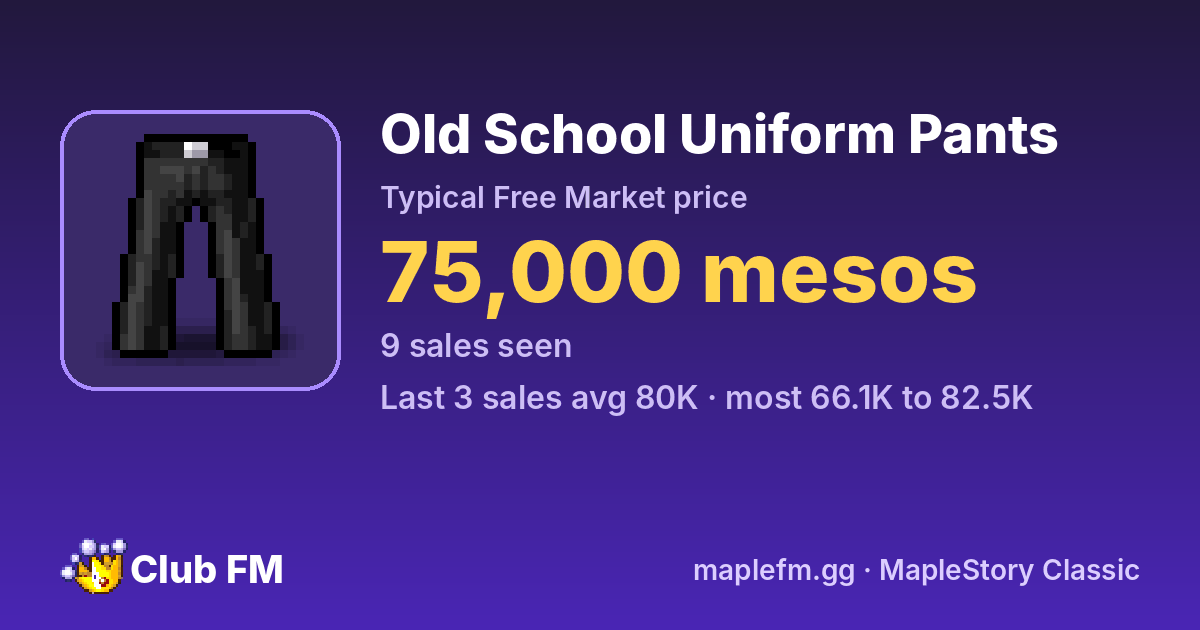 Old School Uniform Pants
Typical Free Market price
75,000 mesos
9 sales seen
Last 3 sales avg 80K · most 66.1K to 82.5K
Club FM
maplefm.gg · MapleStory Classic